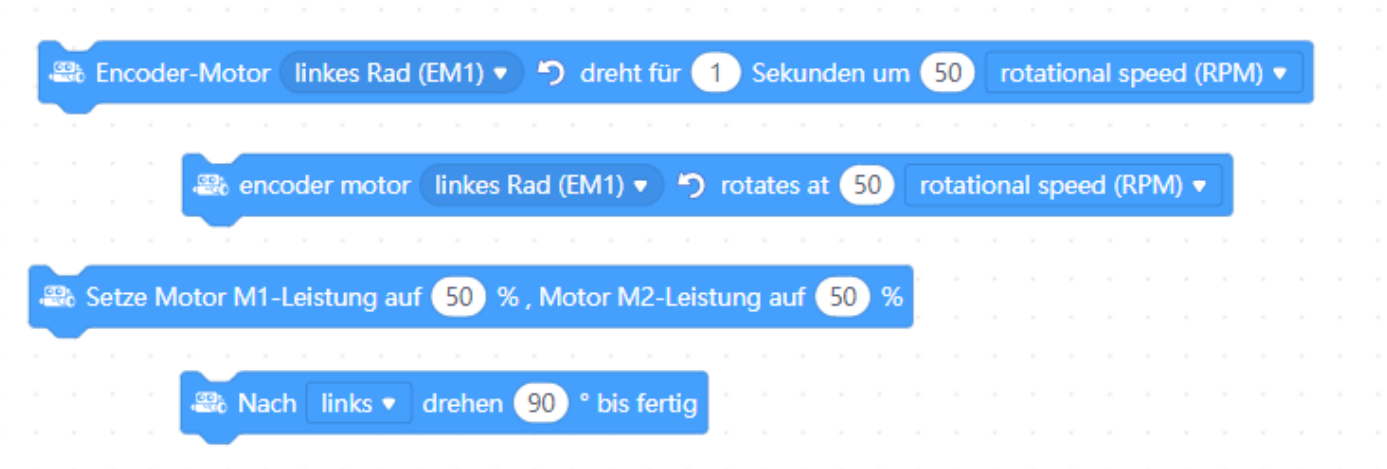 Encoder-Motor linkes Rad (EM1) ▾ dreht für 1 Sekunden um 50 rotational speed (RPM) ▾
encoder motor linkes Rad (EM1) ▾ rotates at 50 rotational speed (RPM) ▾
Setze Motor M1-Leistung auf 50 % , Motor M2-Leistung auf 50 %
Nach links ▾ drehen 90 ° bis fertig